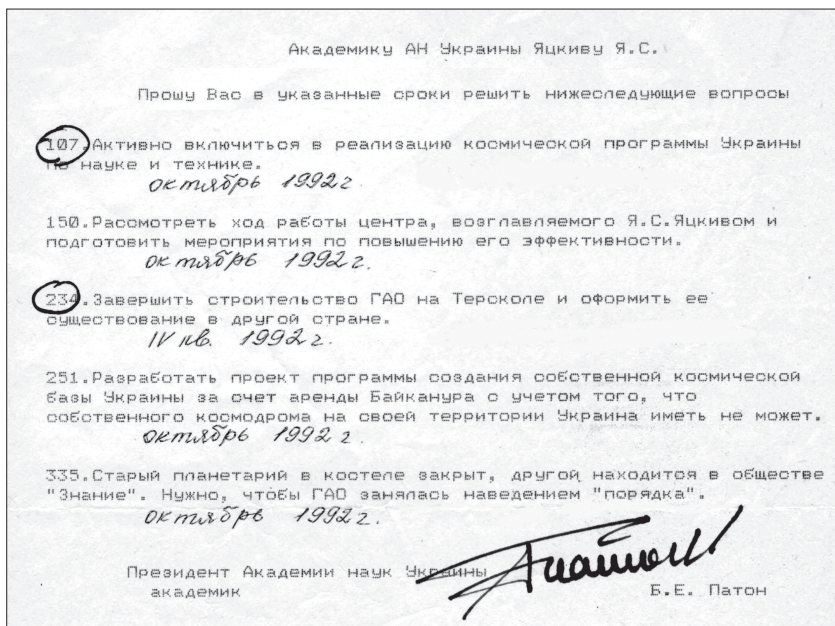 Академику АН Украины Яцкиву Я.С.
Прошу Вас в указанные сроки решить нижеследующие вопросы
107.Активно включиться в реализацию космической программы Украины
по науке и технике.
октябрь 1992 г
150.Рассмотреть ход работы центра, возглавляемого Я.С.Яцкивом и
подготовить мероприятия по повышению его эффективности.
октябрь 1992 г.
234.Завершить строительство ГАО на Терсколе и оформить ее
существование в другой стране.
IV кв. 1992 г.
251.Разработать проект программы создания собственной космической
базы Украины за счет аренды Байканура с учетом того, что
собственного космодрома на своей территории Украина иметь не может.
октябрь 1992 г.
335.Старый планетарий в костеле закрыт, другой находится в обществе
"Знание". Нужно, чтобы ГАО занялась наведением "порядка".
октябрь 1992 г.
Президент Академии наук Украины
академик Б.Е. Патон